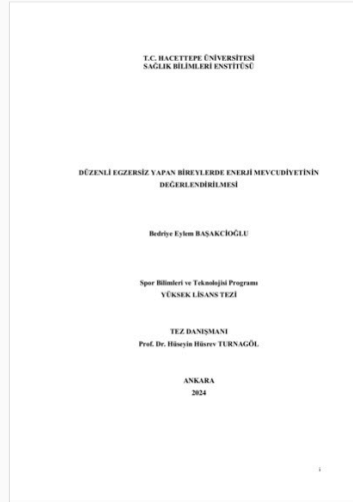 T.C. HACETTEPE ÜNİVERSİTESİ
SAĞLIK BİLİMLERİ ENSTİTÜSÜ
DÜZENLİ EGZERSİZ YAPAN BİREYLERDE ENERJİ MEVCUDİYETİNİN
DEĞERLENDİRİLMESİ
Bedriye Eylem BAŞAKCİOĞLU
Spor Bilimleri ve Teknolojisi Programı
YÜKSEK LİSANS TEZİ
TEZ DANIŞMANI
Prof. Dr. Hüseyin Hüsrev TURNAGÖL
ANKARA
2024
i